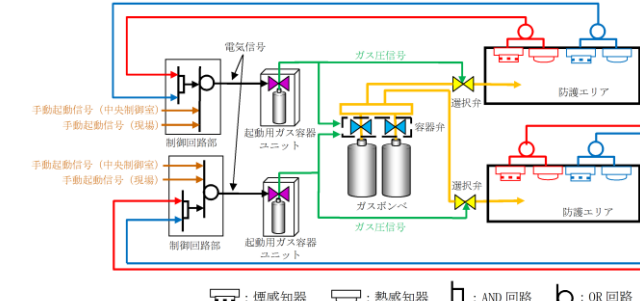 電気信号
ガス圧信号
手動起動信号（中央制御室）
手動起動信号（現場）
制御回路部
起動用ガス容器
ユニット
選択弁
防護エリア
容器弁
手動起動信号（中央制御室）
手動起動信号（現場）
制御回路部
起動用ガス容器
ユニット
ガスボンベ
ガス圧信号
選択弁
防護エリア
：煙感知器
：熱感知器
：AND 回路
：OR 回路